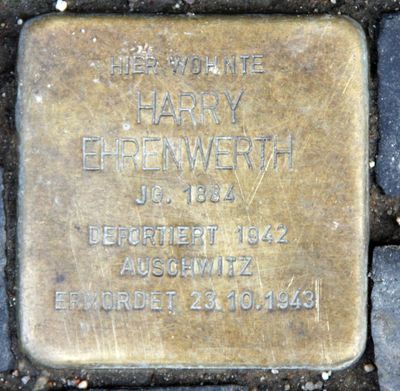 HIER WOHNTE
HARRY
EHRENWERTH
JG. 1884
DEPORTIERT 1942
AUSCHWITZ
ERMORDET 23.10.1943